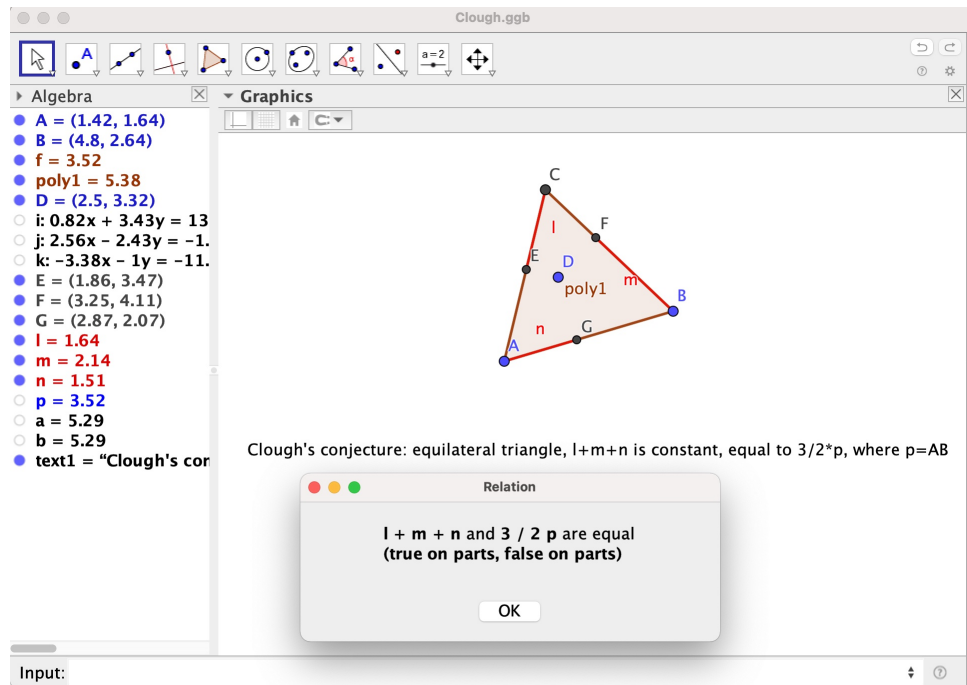 Clough.ggb
A
α
a=2
Algebra
Graphics
A = (1.42, 1.64)
B = (4.8, 2.64)
f = 3.52
poly1 = 5.38
D = (2.5, 3.32)
i: 0.82x + 3.43y = 13
j: 2.56x – 2.43y = –1.
k: –3.38x – 1y = –11.
E = (1.86, 3.47)
F = (3.25, 4.11)
G = (2.87, 2.07)
l = 1.64
m = 2.14
n = 1.51
p = 3.52
a = 5.29
b = 5.29
text1 = “Clough's cor
C
l
F
E
D
poly1
m
B
n
G
A
Clough's conjecture: equilateral triangle, l+m+n is constant, equal to 3/2*p, where p=AB
Relation
l + m + n and 3 / 2 p are equal
(true on parts, false on parts)
OK
Input: